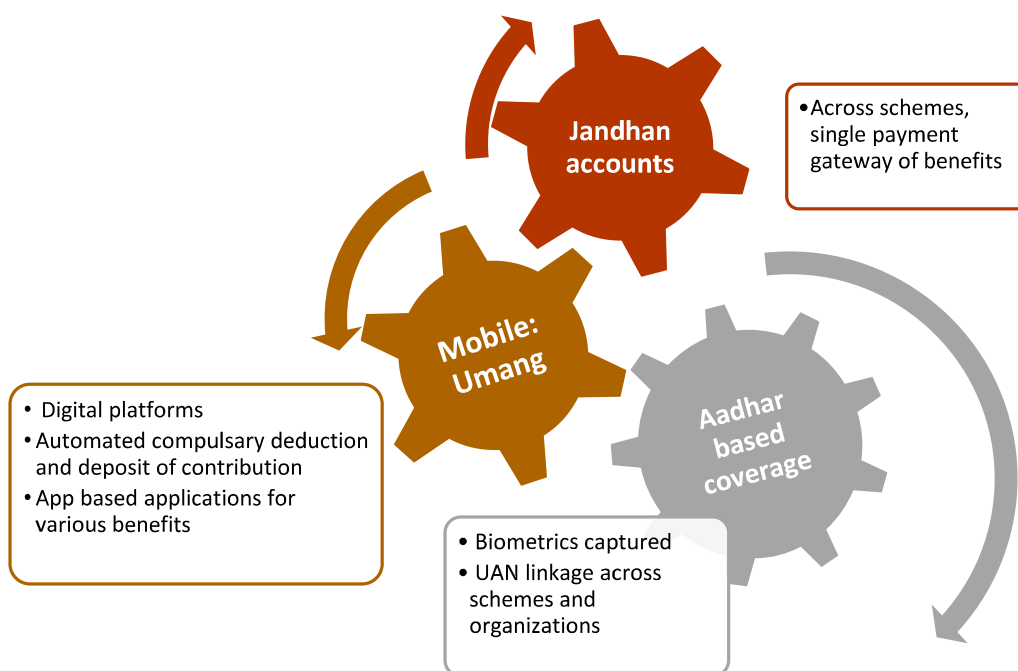 Jandhan
accounts
•Across schemes,
single payment
gateway of benefits
Mobile:
Umang
• Digital platforms
• Automated compulsary deduction
and deposit of contribution
• App based applications for
various benefits
Aadhar
based
coverage
• Biometrics captured
• UAN linkage across
schemes and
organizations